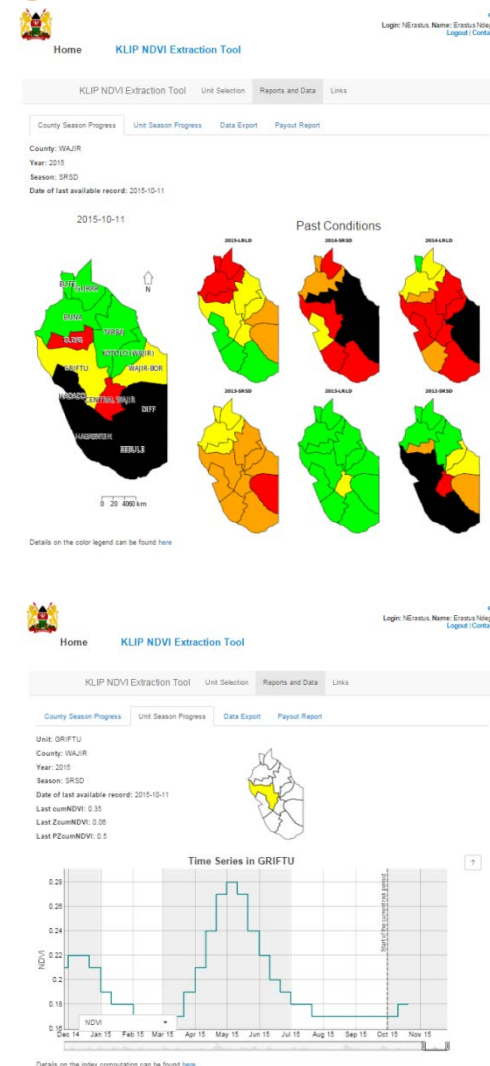 Login: NErastus, Name: Erastus
Logout | Conta
Home KLIP NDVI Extraction Tool
KLIP NDVI Extraction Tool Unit Selection Reports and Data Links
County Season Progress Unit Season Progress Data Export Payout Report
County: WAJIR
Year: 2015
Season: SRSD
Date of last available record: 2015-10-11
2015-10-11
Past Conditions
2015-LRLD 2014-SRSD 2014-LRLD
N
BUTE
GURAR
BUNA
TARBAJ
ELDAS
GRIFTU
WAJIR-BOR
HADADO
CENTRAL WAJIR
DIFF
HABASWEIN
SEBULE
2013-SRSD 2013-LRLD 2012-SRSD
0 20 4060 km
Details on the color legend can be found here
Login: NErastus, Name: Erastus
Logout | Conta
Home KLIP NDVI Extraction Tool
KLIP NDVI Extraction Tool Unit Selection Reports and Data Links
County Season Progress Unit Season Progress Data Export Payout Report
Unit: GRIFTU
County: WAJIR
Year: 2015
Season: SRSD
Date of last available record: 2015-10-11
Last cumNDVI: 0.35
Last ZcumNDVI: 0.06
Last PZcumNDVI: 0.5
Time Series in GRIFTU
?
0.28
0.26
0.24
0.22
0.2
0.18
0.16
NDVI
Start of the current risk period
NDVI
Dec 14 Jan 15 Feb 15 Mar 15 Apr 15 May 15 Jun 15 Jul 15 Aug 15 Sep 15 Oct 15 Nov 15
Details on the index computation can be found here